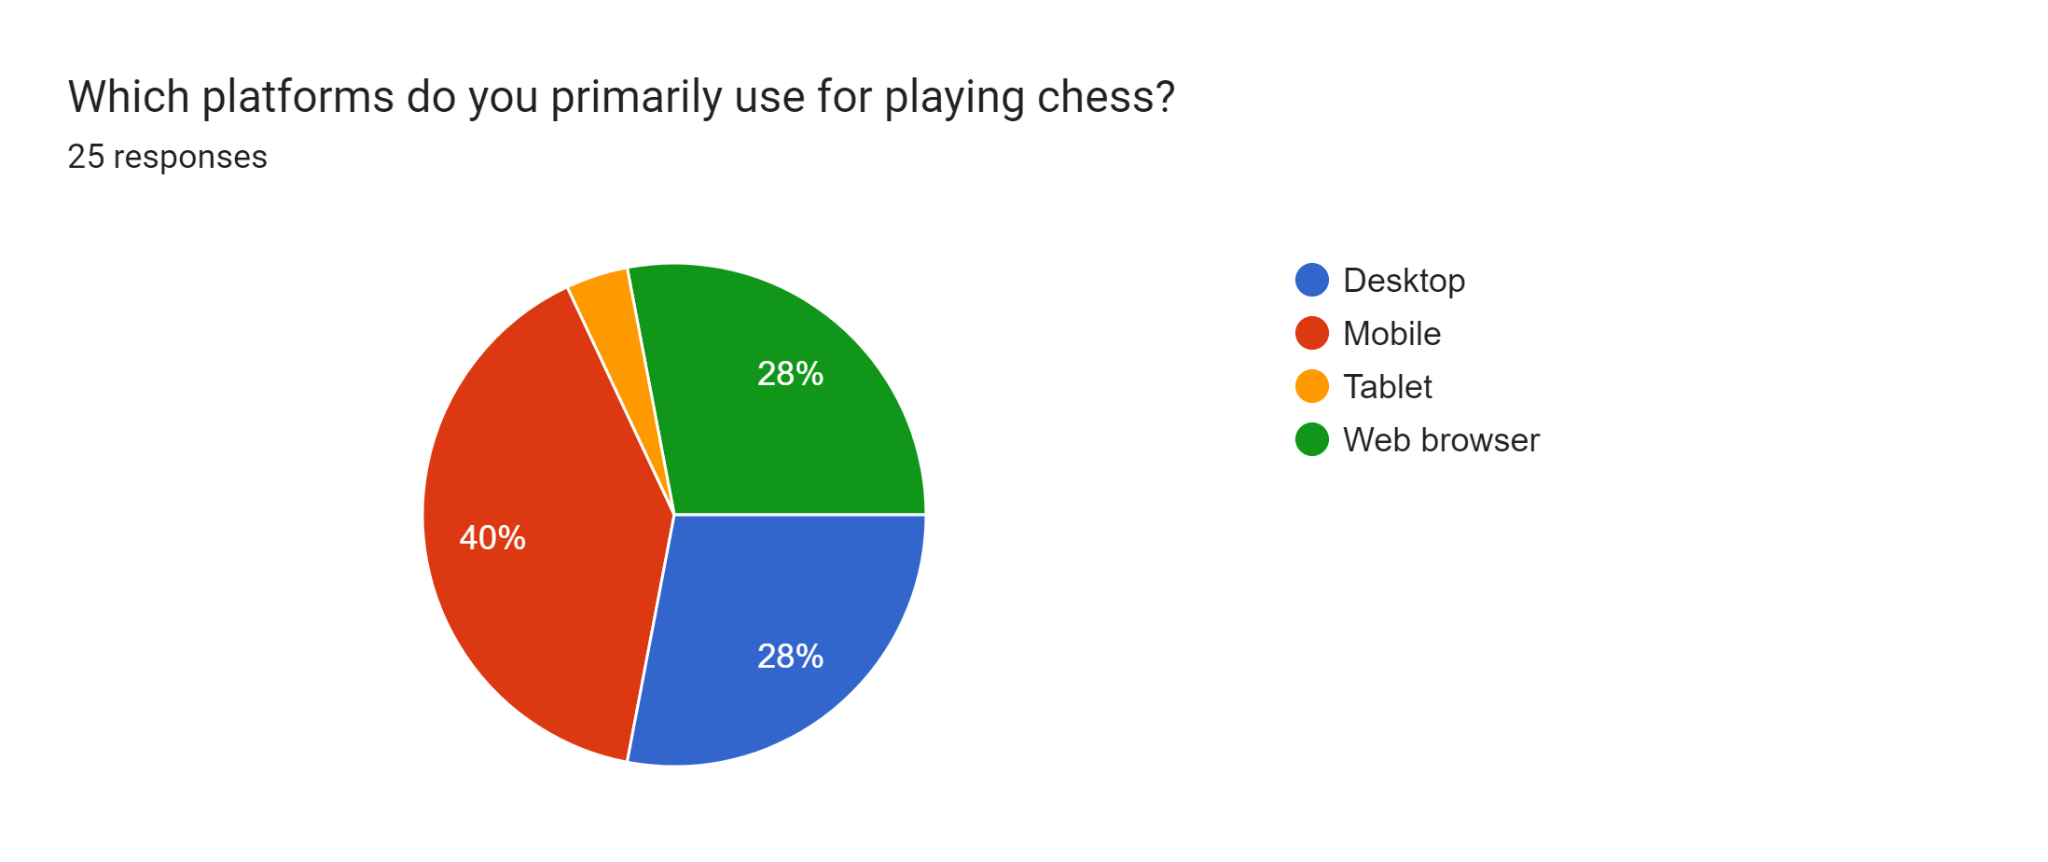 Which platforms do you primarily use for playing chess?
25 responses
28%
40%
28%
Desktop
Mobile
Tablet
Web browser